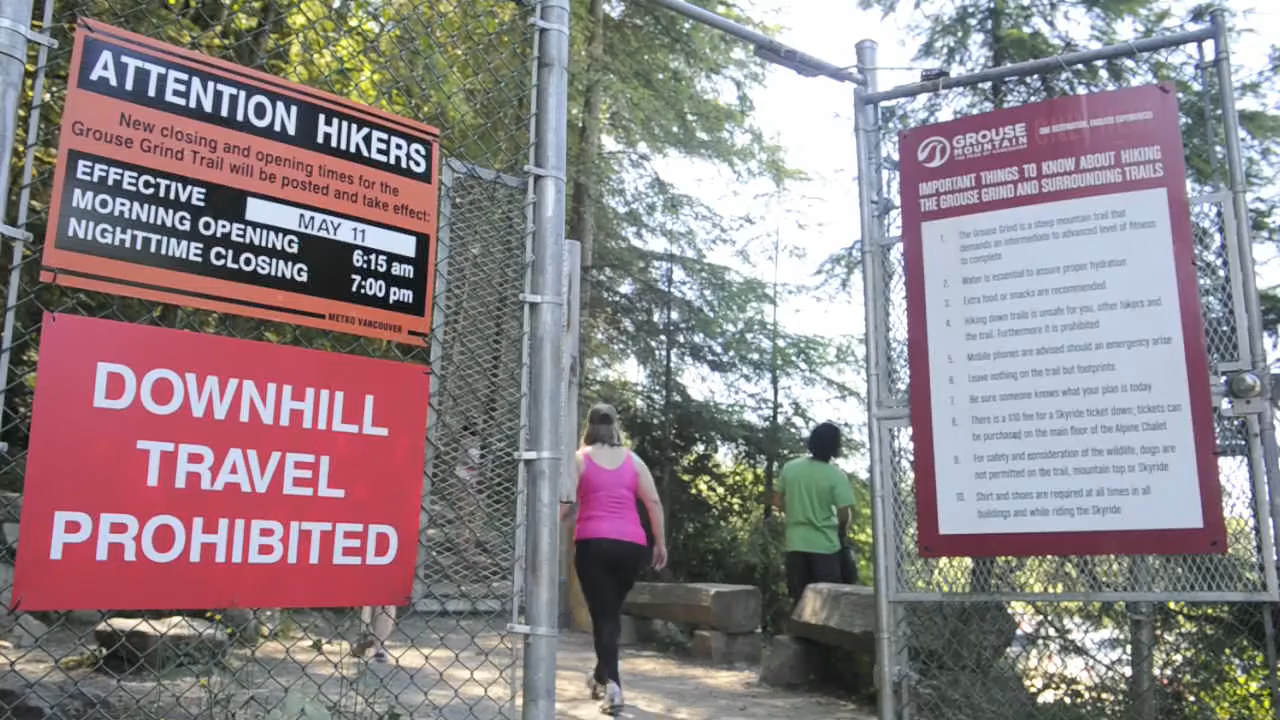 ATTENTION HIKERS
New closing and opening times for the
Grouse Grind Trail will be posted and take effect:
EFFECTIVE MAY 11
MORNING OPENING 6:15 am
NIGHTTIME CLOSING 7:00 pm
METRO VANCOUVER
DOWNHILL
TRAVEL
PROHIBITED
GROUSE
MOUNTAIN
THE PEAK OF VANCOUVER
ONE DESTINATION, ENDLESS EXPERIENCES
IMPORTANT THINGS TO KNOW ABOUT HIKING
THE GROUSE GRIND AND SURROUNDING TRAILS
1. The Grouse Grind is a steep mountain trail that
demands an intermediate to advanced level of fitness
to complete
2. Water is essential to assure proper hydration
3. Extra food or snacks are recommended
4. Hiking down trails is unsafe for you, other hikers and
the trail. Furthermore it is prohibited
5. Mobile phones are advised should an emergency arise
6. Leave nothing on the trail but footprints.
7. Be sure someone knows what your plan is today
8. There is a $10 fee for a Skyride ticket down; tickets can
be purchased on the main floor of the Alpine Chalet
9. For safety and consideration of the wildlife, dogs are
not permitted on the trail, mountain top or Skyride
10. Shirt and shoes are required at all times in all
buildings and while riding the Skyride